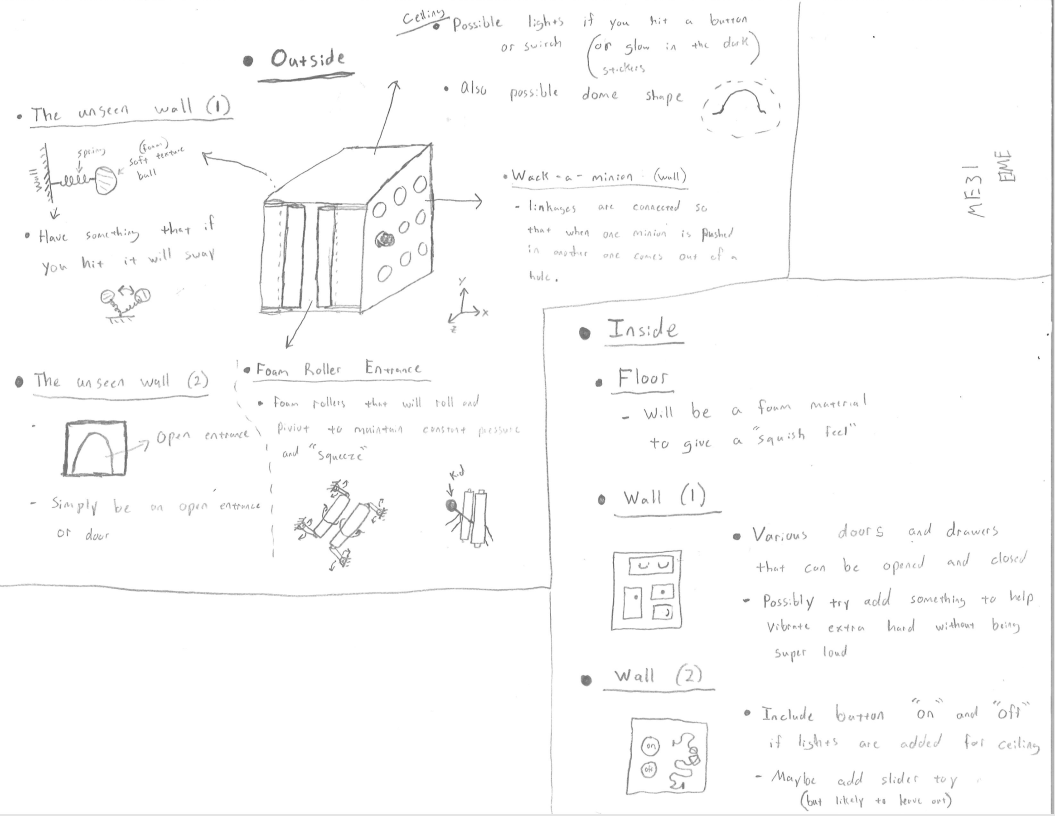 Ceiling
• Possible lights if you hit a button
or swirch (or glow in the dark
stickers)
• Also possible dome shape
• Outside
• The unseen wall (1)
spring
(foam)
soft texture
ball
• Have something that if
you hit it will sway
• Wack-a-minion (wall)
- linkages are connected so
that when one minion is pushed
in another one comes out of a
hole.
y
x
z
• The unseen wall (2)
Open entrance
- Simply be an open entrance
or door
• Foam Roller Entrance
• Foam rollers that will roll and
pivivt to maintain constant pressure
and "squeeze"
Kid
ME31
EIME
• Inside
• Floor
- Will be a foam material
to give a "squish feel"
• Wall (1)
• Various doors and drawers
that can be opened and closed
- Possibly try add something to help
vibrate extra hard without being
super loud
• Wall (2)
on
off
• Include button "on" and "off"
if lights are added for ceiling
- Maybe add slider toy
(but likely to leave out)